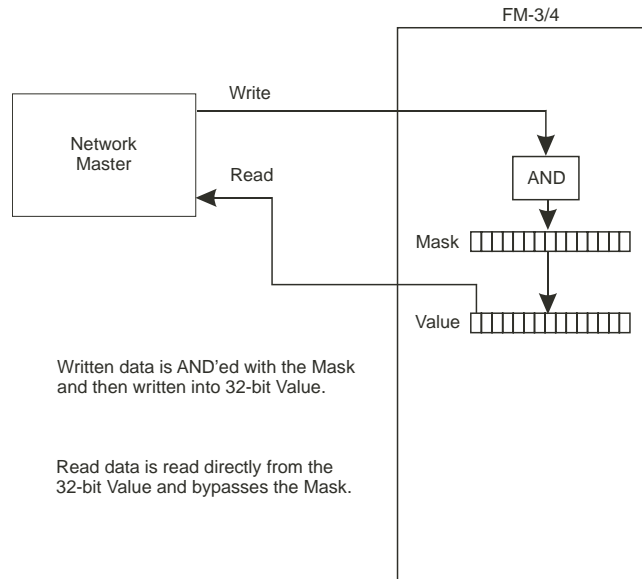 FM-3/4
Write
Network
Master
Read
AND
Mask
Value
Written data is AND’ed with the Mask
and then written into 32-bit Value.
Read data is read directly from the
32-bit Value and bypasses the Mask.